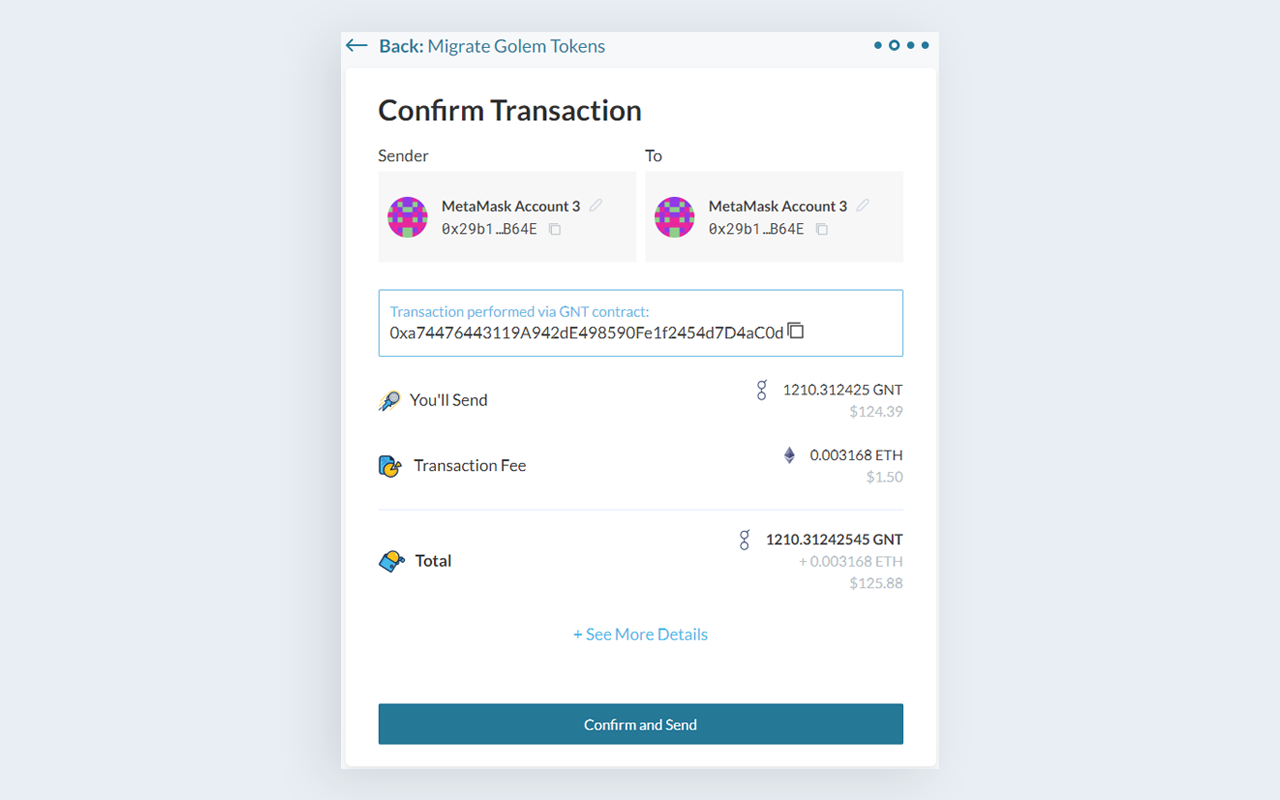 Back: Migrate Golem Tokens
Confirm Transaction
Sender
To
MetaMask Account 3
0x29b1…B64E
MetaMask Account 3
0x29b1…B64E
Transaction performed via GNT contract:
0xa74476443119A942dE498590Fe1f2454d7D4aC0d
You'll Send
1210.312425 GNT
$124.39
Transaction Fee
0.003168 ETH
$1.50
Total
1210.31242545 GNT
+ 0.003168 ETH
$125.88
+ See More Details
Confirm and Send